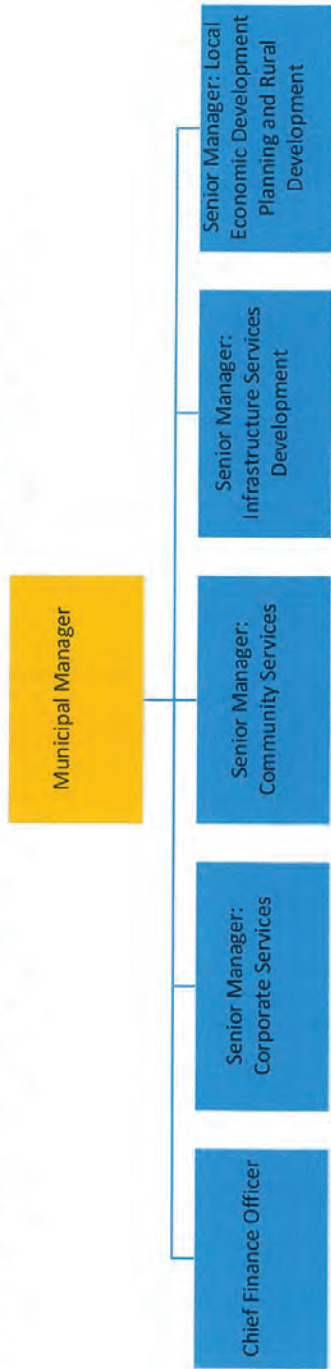 Municipal Manager
Chief Finance Officer
Senior Manager:
Corporate Services
Senior Manager:
Community Services
Senior Manager:
Infrastructure Services
Development
Senior Manager: Local
Economic Development
Planning and Rural
Development